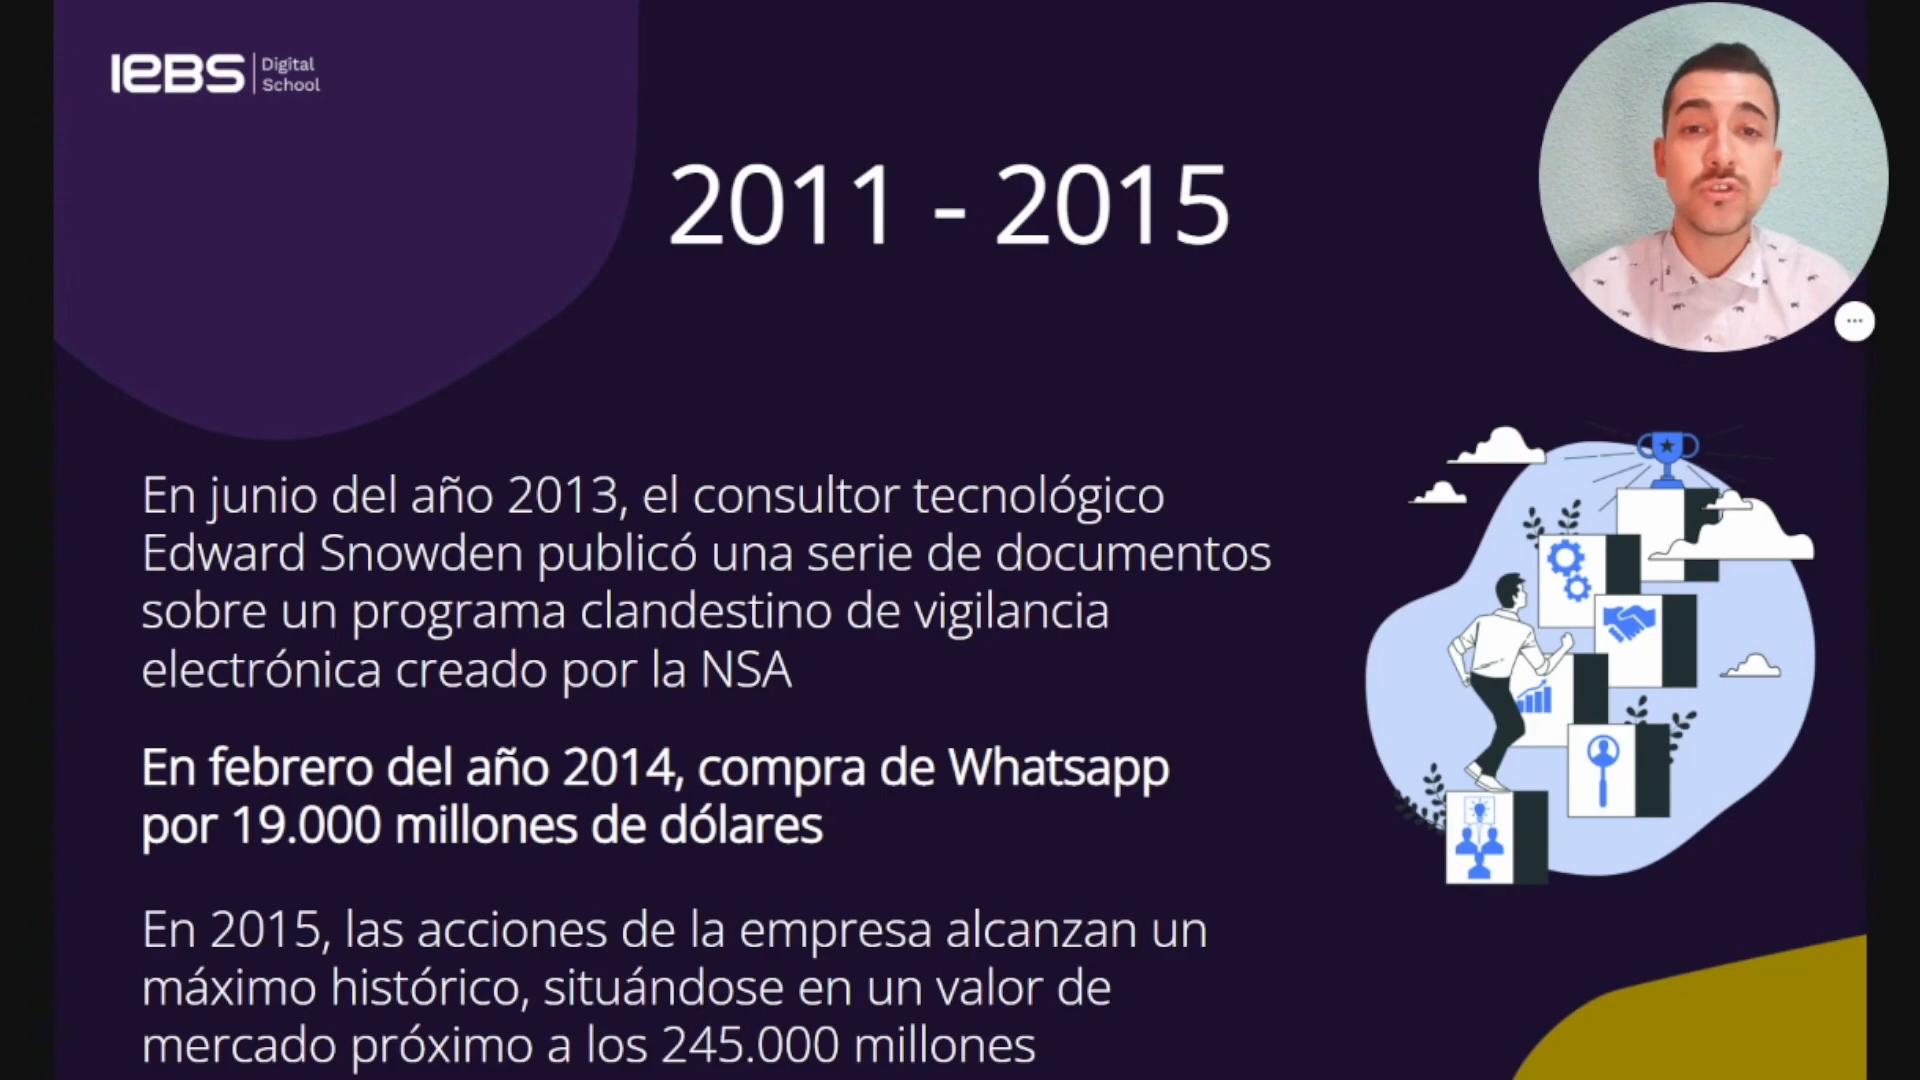 IEBS Digital School
2011 - 2015
En junio del año 2013, el consultor tecnológico
Edward Snowden publicó una serie de documentos
sobre un programa clandestino de vigilancia
electrónica creado por la NSA
En febrero del año 2014, compra de Whatsapp
por 19.000 millones de dólares
En 2015, las acciones de la empresa alcanzan un
máximo histórico, situándose en un valor de
mercado próximo a los 245.000 millones